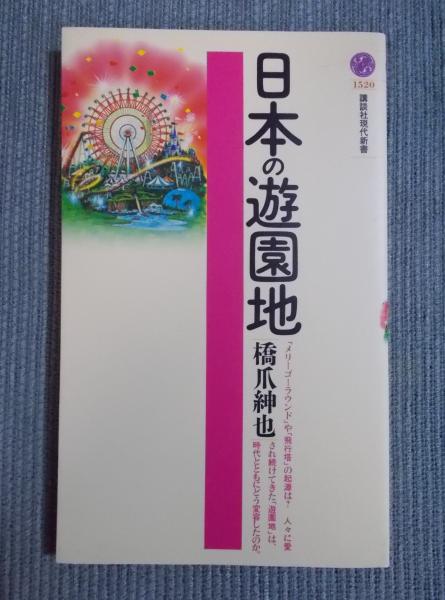 1520
講談社現代新書
日本の遊園地
橋爪紳也
「メリーゴーラウンド」や「飛行塔」の起源は？ 人々に愛
され続けてきた「遊園地」は、
時代とともにどう変容したのか。